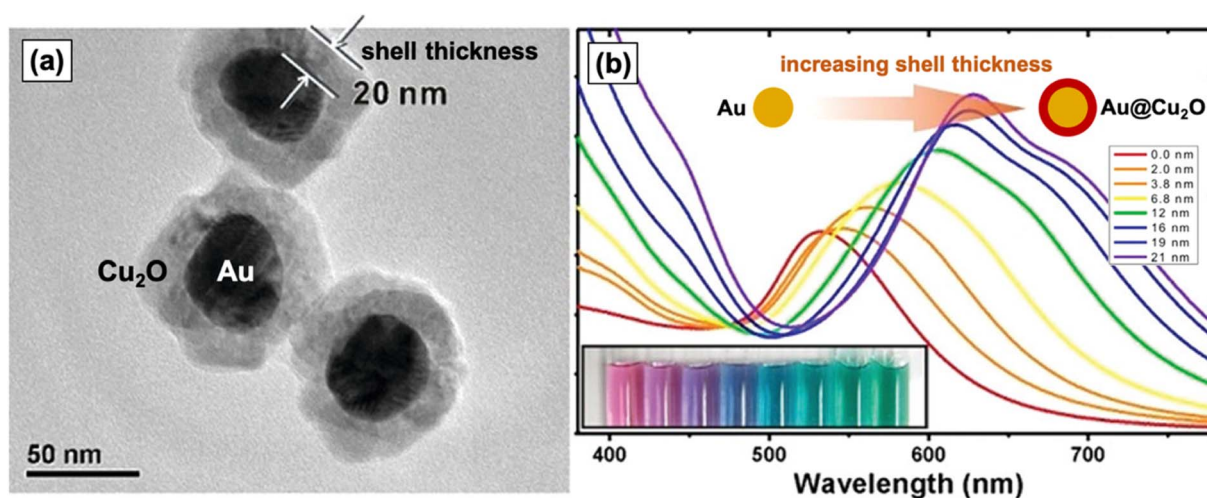 (a)
shell thickness
20 nm
Cu₂O
Au
50 nm
(b)
increasing shell thickness
Au
Au@Cu₂O
0.0 nm
2.0 nm
3.8 nm
6.8 nm
12 nm
16 nm
19 nm
21 nm
400 500 600 700
Wavelength (nm)